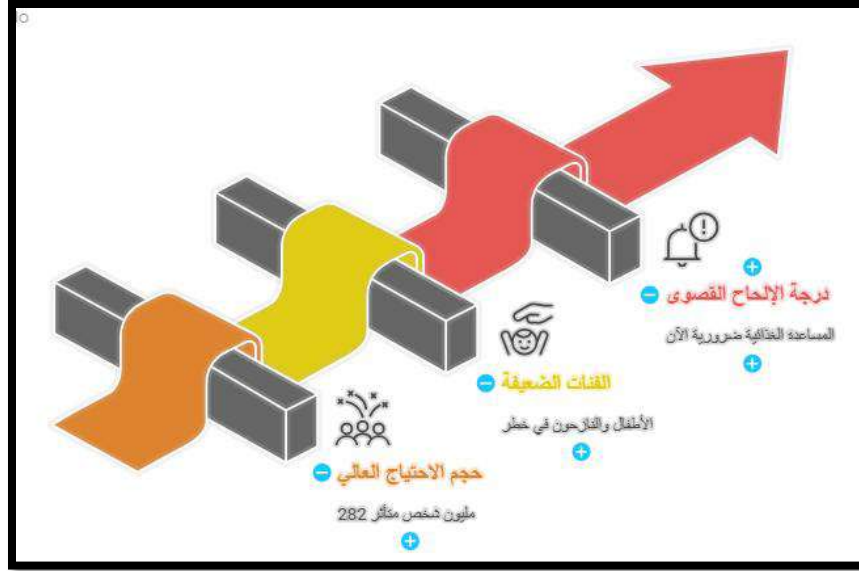 lo
درجة الإلحاح القصوى
المساعدة الغذائية ضرورية الآن
الفئات الضعيفة
الأطفال والنازحون في خطر
حجم الاحتياج العالي
مليون شخص متأثر 282